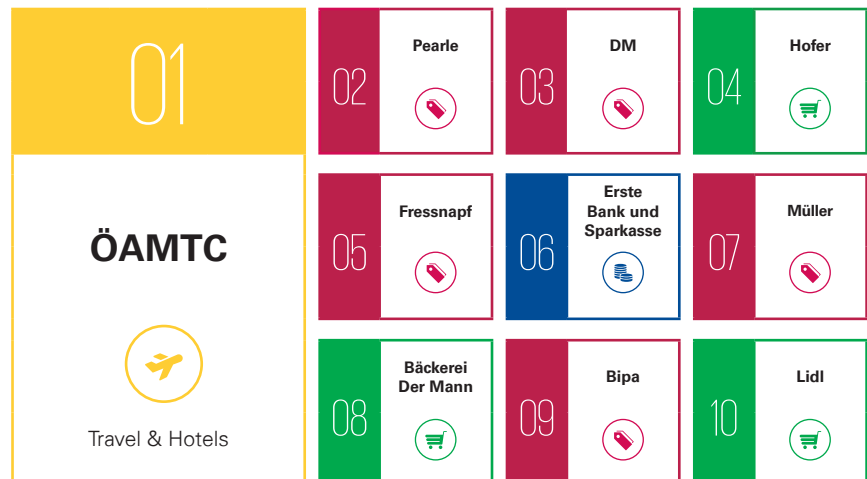 01
ÖAMTC
Travel & Hotels
02
Pearle
03
DM
04
Hofer
05
Fressnapf
06
Erste
Bank und
Sparkasse
07
Müller
08
Bäckerei
Der Mann
09
Bipa
10
Lidl